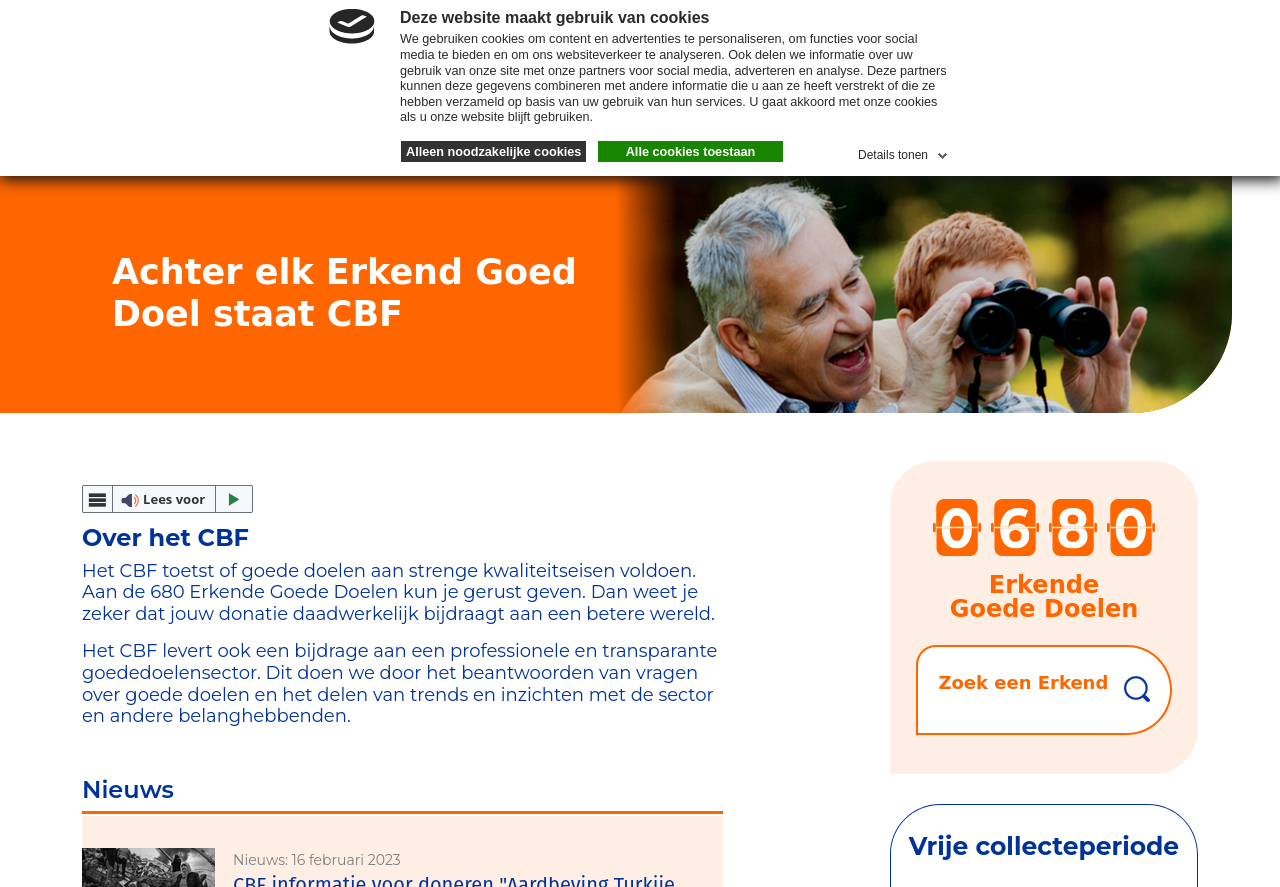 Deze website maakt gebruik van cookies
We gebruiken cookies om content en advertenties te personaliseren, om functies voor social
media te bieden en om ons websiteverkeer te analyseren. Ook delen we informatie over uw
gebruik van onze site met onze partners voor social media, adverteren en analyse. Deze partners
kunnen deze gegevens combineren met andere informatie die u aan ze heeft verstrekt of die ze
hebben verzameld op basis van uw gebruik van hun services. U gaat akkoord met onze cookies
als u onze website blijft gebruiken.
Alleen noodzakelijke cookies
Alle cookies toestaan
Details tonen
Achter elk Erkend Goed
Doel staat CBF
Lees voor
Over het CBF
Het CBF toetst of goede doelen aan strenge kwaliteitseisen voldoen.
Aan de 680 Erkende Goede Doelen kun je gerust geven. Dan weet je
zeker dat jouw donatie daadwerkelijk bijdraagt aan een betere wereld.
Het CBF levert ook een bijdrage aan een professionele en transparante
goededoelensector. Dit doen we door het beantwoorden van vragen
over goede doelen en het delen van trends en inzichten met de sector
en andere belanghebbenden.
Nieuws
Nieuws: 16 februari 2023
CBF informatie voor doneren "Aardbeving Turkije
0680
Erkende
Goede Doelen
Zoek een Erkend
Vrije collecteperiode